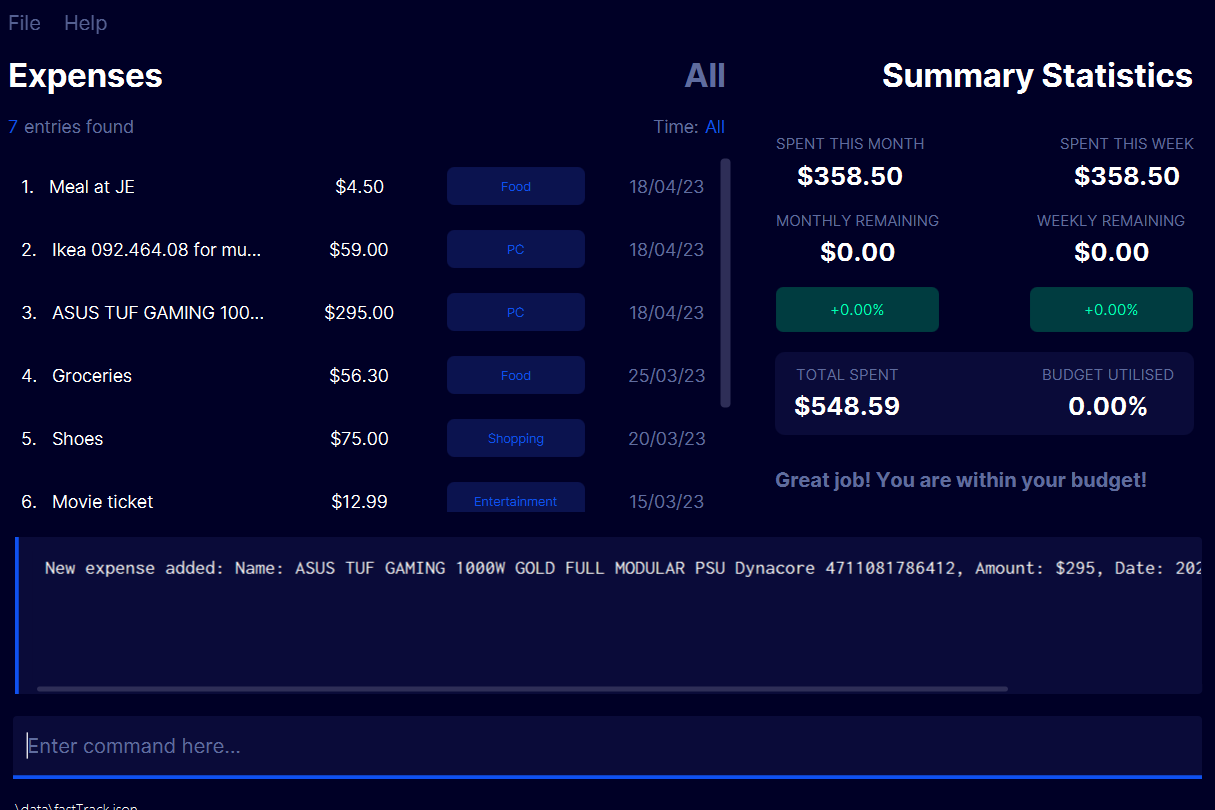 File Help
Expenses All
7 entries found Time: All
1. Meal at JE $4.50 Food 18/04/23
2. Ikea 092.464.08 for mu... $59.00 PC 18/04/23
3. ASUS TUF GAMING 100... $295.00 PC 18/04/23
4. Groceries $56.30 Food 25/03/23
5. Shoes $75.00 Shopping 20/03/23
6. Movie ticket $12.99 Entertainment 15/03/23
Summary Statistics
SPENT THIS MONTH SPENT THIS WEEK
$358.50 $358.50
MONTHLY REMAINING WEEKLY REMAINING
$0.00 $0.00
+0.00% +0.00%
TOTAL SPENT BUDGET UTILISED
$548.59 0.00%
Great job! You are within your budget!
New expense added: Name: ASUS TUF GAMING 1000W GOLD FULL MODULAR PSU Dynacore 4711081786412, Amount: $295, Date: 202
Enter command here...
.\data\fastTrack.json